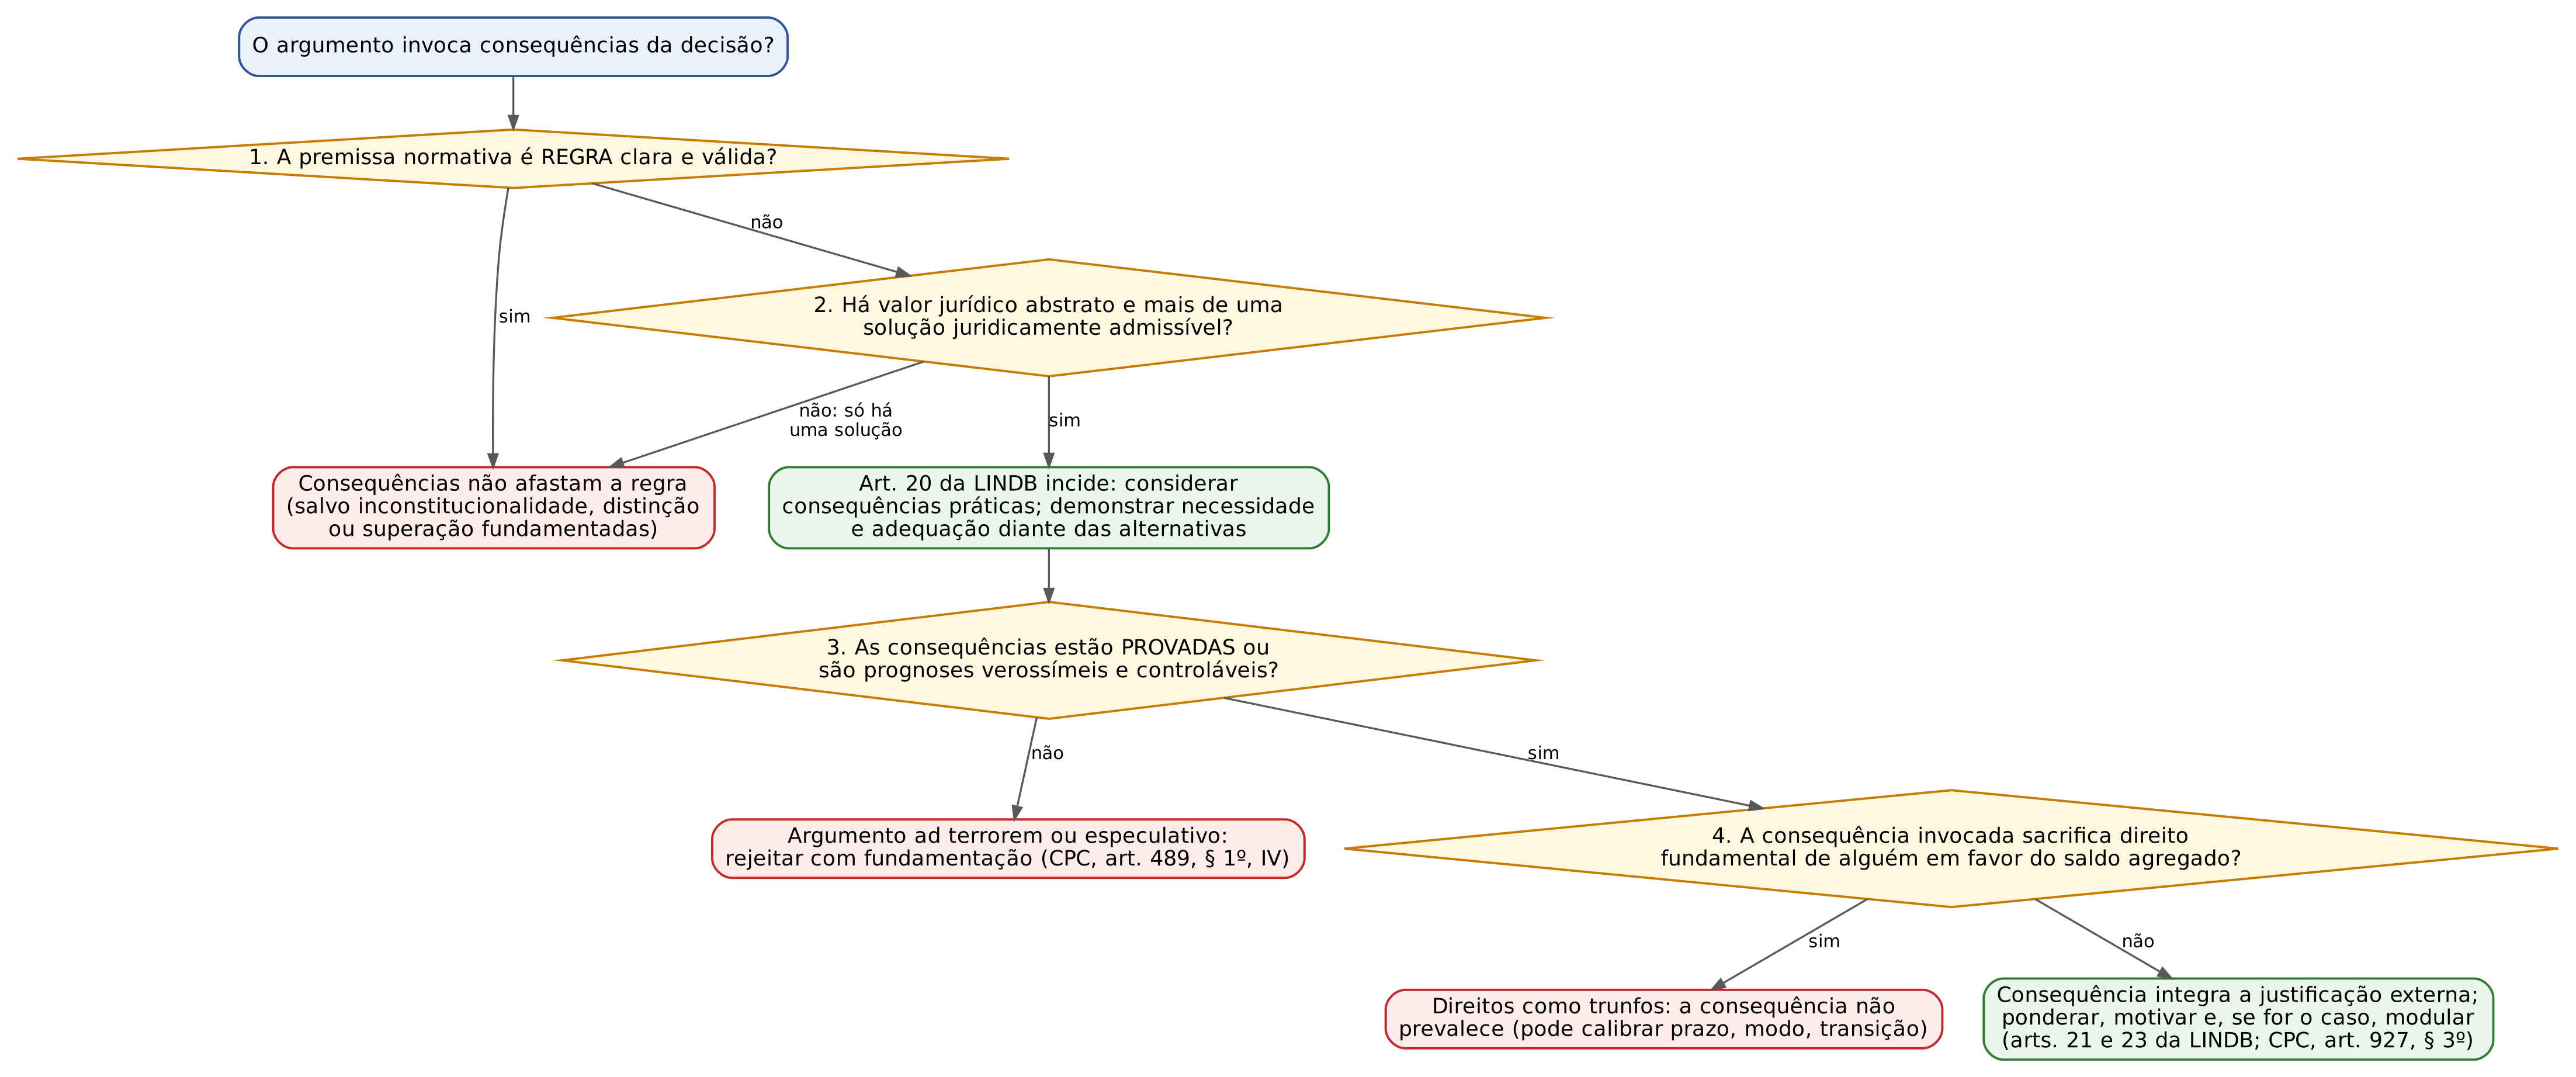 O argumento invoca consequências da decisão?
1. A premissa normativa é REGRA clara e válida?
não
sim
2. Há valor jurídico abstrato e mais de uma
solução juridicamente admissível?
não: só há
uma solução
sim
Consequências não afastam a regra
(salvo inconstitucionalidade, distinção
ou superação fundamentadas)
Art. 20 da LINDB incide: considerar
consequências práticas; demonstrar necessidade
e adequação diante das alternativas
3. As consequências estão PROVADAS ou
são prognoses verossímeis e controláveis?
não
sim
Argumento ad terrorem ou especulativo:
rejeitar com fundamentação (CPC, art. 489, § 1º, IV)
4. A consequência invocada sacrifica direito
fundamental de alguém em favor do saldo agregado?
sim
não
Direitos como trunfos: a consequência não
prevalece (pode calibrar prazo, modo, transição)
Consequência integra a justificação externa;
ponderar, motivar e, se for o caso, modular
(arts. 21 e 23 da LINDB; CPC, art. 927, § 3º)